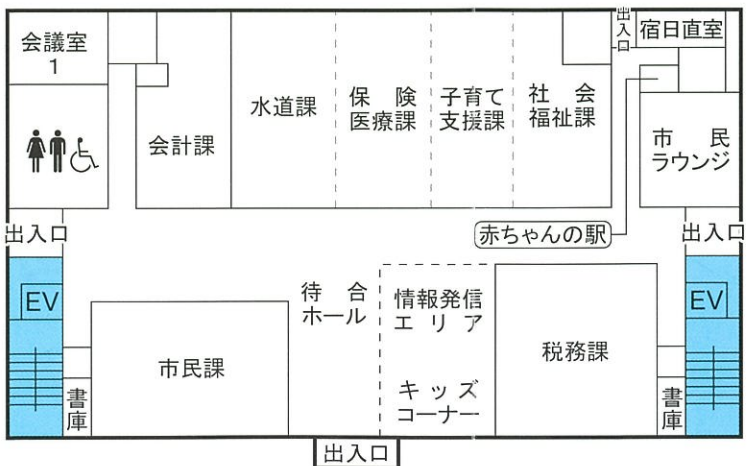 会議室
1
会計課
水道課
保険
医療課
子育て
支援課
社会
福祉課
出入口
宿日直室
市民
ラウンジ
赤ちゃんの駅
出入口
出入口
EV
EV
待合
ホール
情報発信
エリア
キッズ
コーナー
市民課
税務課
書庫
書庫
出入口